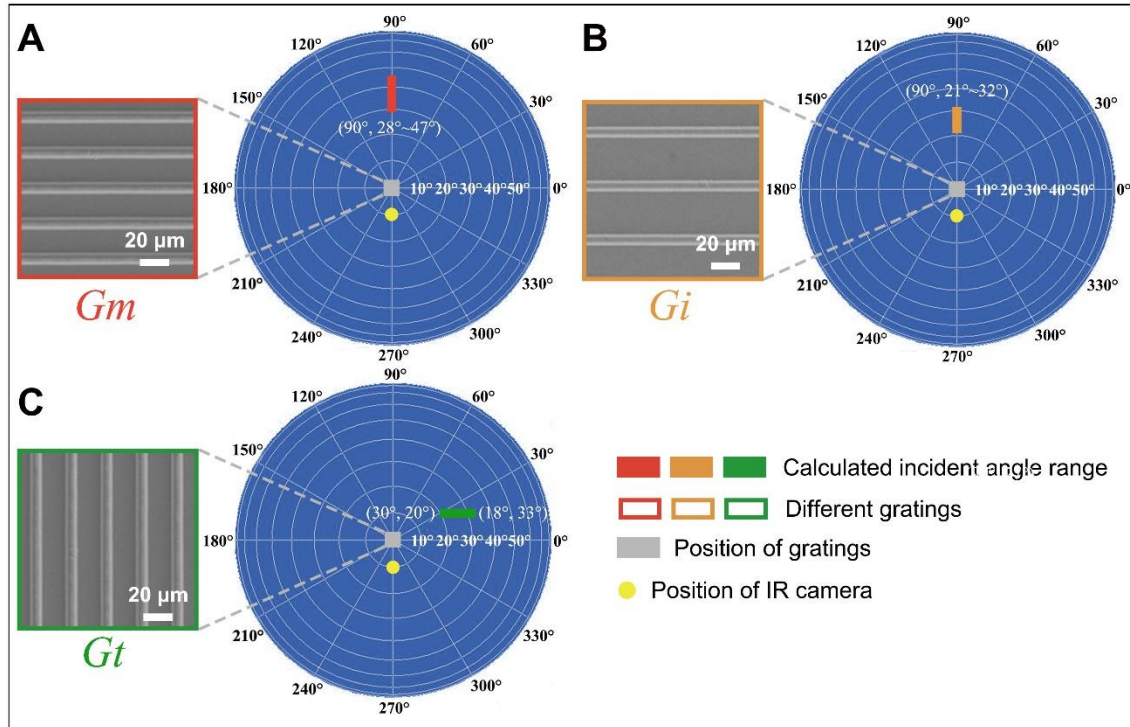 A
90°
120°
60°
150°
30°
(90°, 28°~47°)
180°
10° 20° 30° 40° 50°
0°
20 μm
Gm
210°
330°
240°
300°
270°
B
90°
120°
60°
(90°, 21°~32°)
150°
30°
180°
10° 20° 30° 40° 50°
0°
20 μm
Gi
210°
330°
240°
300°
270°
C
90°
120°
60°
150°
30°
(30°, 20°)
(18°, 33°)
180°
10° 20° 30° 40° 50°
0°
20 μm
Gt
210°
330°
240°
300°
270°
Calculated incident angle range
Different gratings
Position of gratings
Position of IR camera